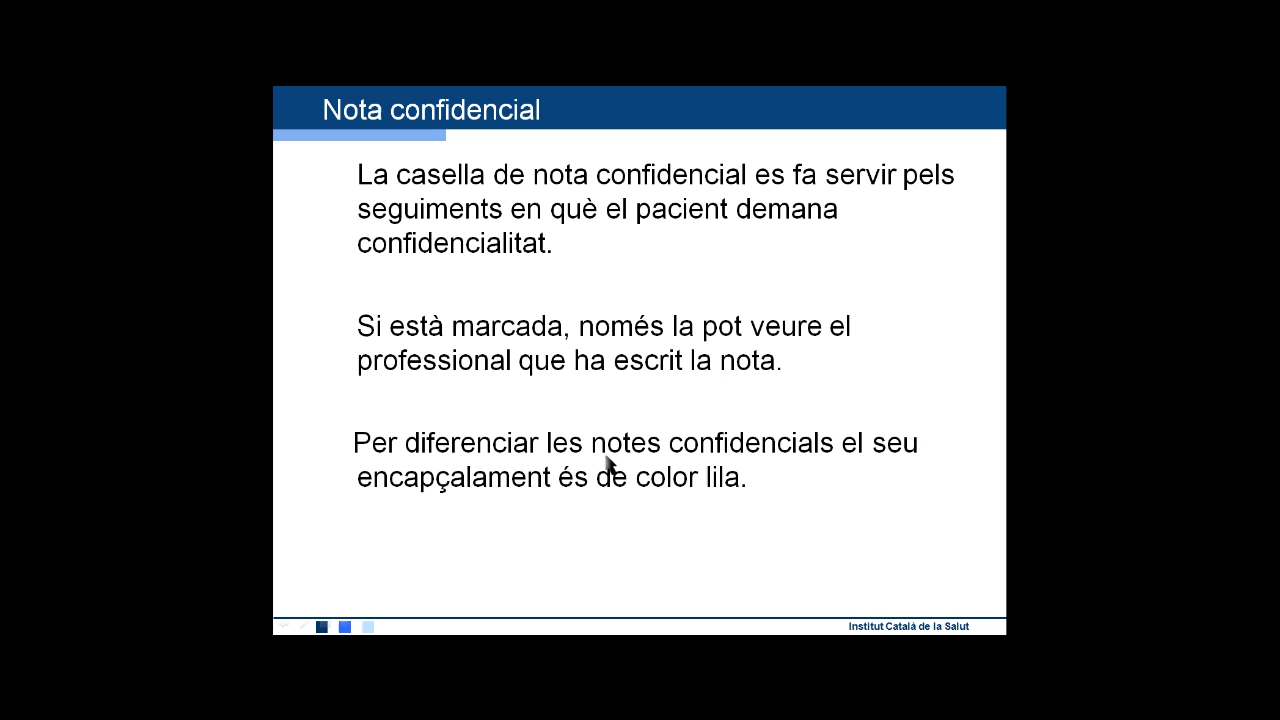 Nota confidencial
La casella de nota confidencial es fa servir pels
seguiments en què el pacient demana
confidencialitat.
Si està marcada, només la pot veure el
professional que ha escrit la nota.
Per diferenciar les notes confidencials el seu
encapçalament és de color lila.
Institut Català de la Salut